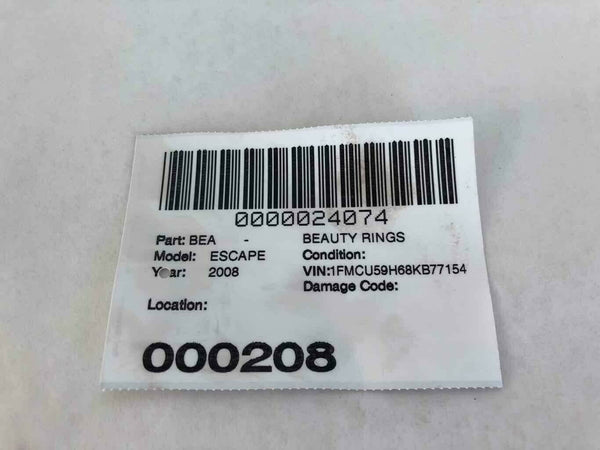 0000024074
Part: BEA - BEAUTY RINGS
Model: ESCAPE Condition:
Year: 2008 VIN:1FMCU59H68KB77154
Damage Code:
Location:
000208